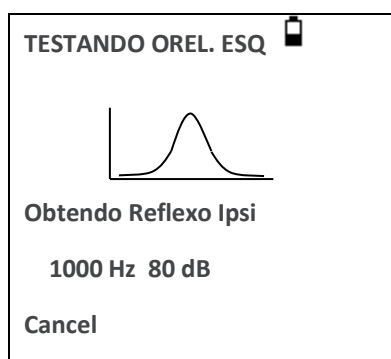 TESTANDO OREL. ESQ
Obtendo Reflexo Ipsi
1000 Hz 80 dB
Cancel